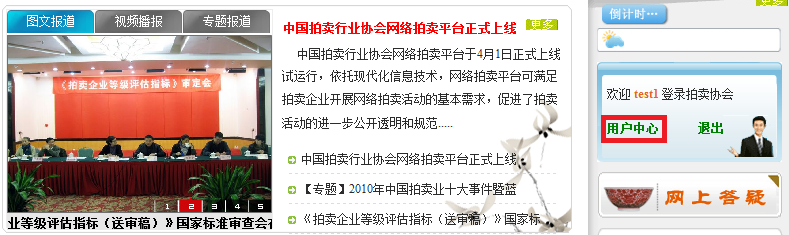 图文报道 视频播报 专题报道
《拍卖企业等级评估指标》审定会
1 2 3 4 5
业等级评估指标（送审稿）》国家标准审查会在
中国拍卖行业协会网络拍卖平台正式上线 更多
中国拍卖行业协会网络拍卖平台于4月1日正式上线
试运行，依托现代化信息技术，网络拍卖平台可满足
拍卖企业开展网络拍卖活动的基本需求，促进了拍卖
活动的进一步公开透明和规范.....
中国拍卖行业协会网络拍卖平台正式上线
【专题】2010年中国拍卖业十大事件暨蓝
《拍卖企业等级评估指标（送审稿）》国家标
更多
倒计时
欢迎 test1 登录拍卖协会
用户中心 退出
网上答疑